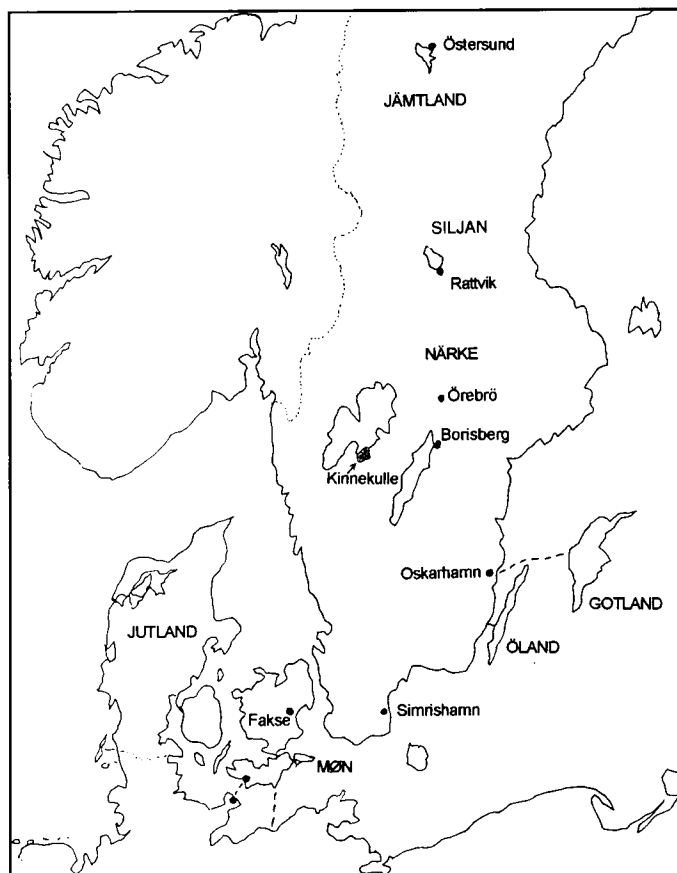 Östersund
JÄMTLAND
SILJAN
Rattvik
NÄRKE
Örebrö
Borisberg
Kinnekulle
Oskarhamn
GOTLAND
JUTLAND
ÖLAND
Fakse
Simrishamn
MØN